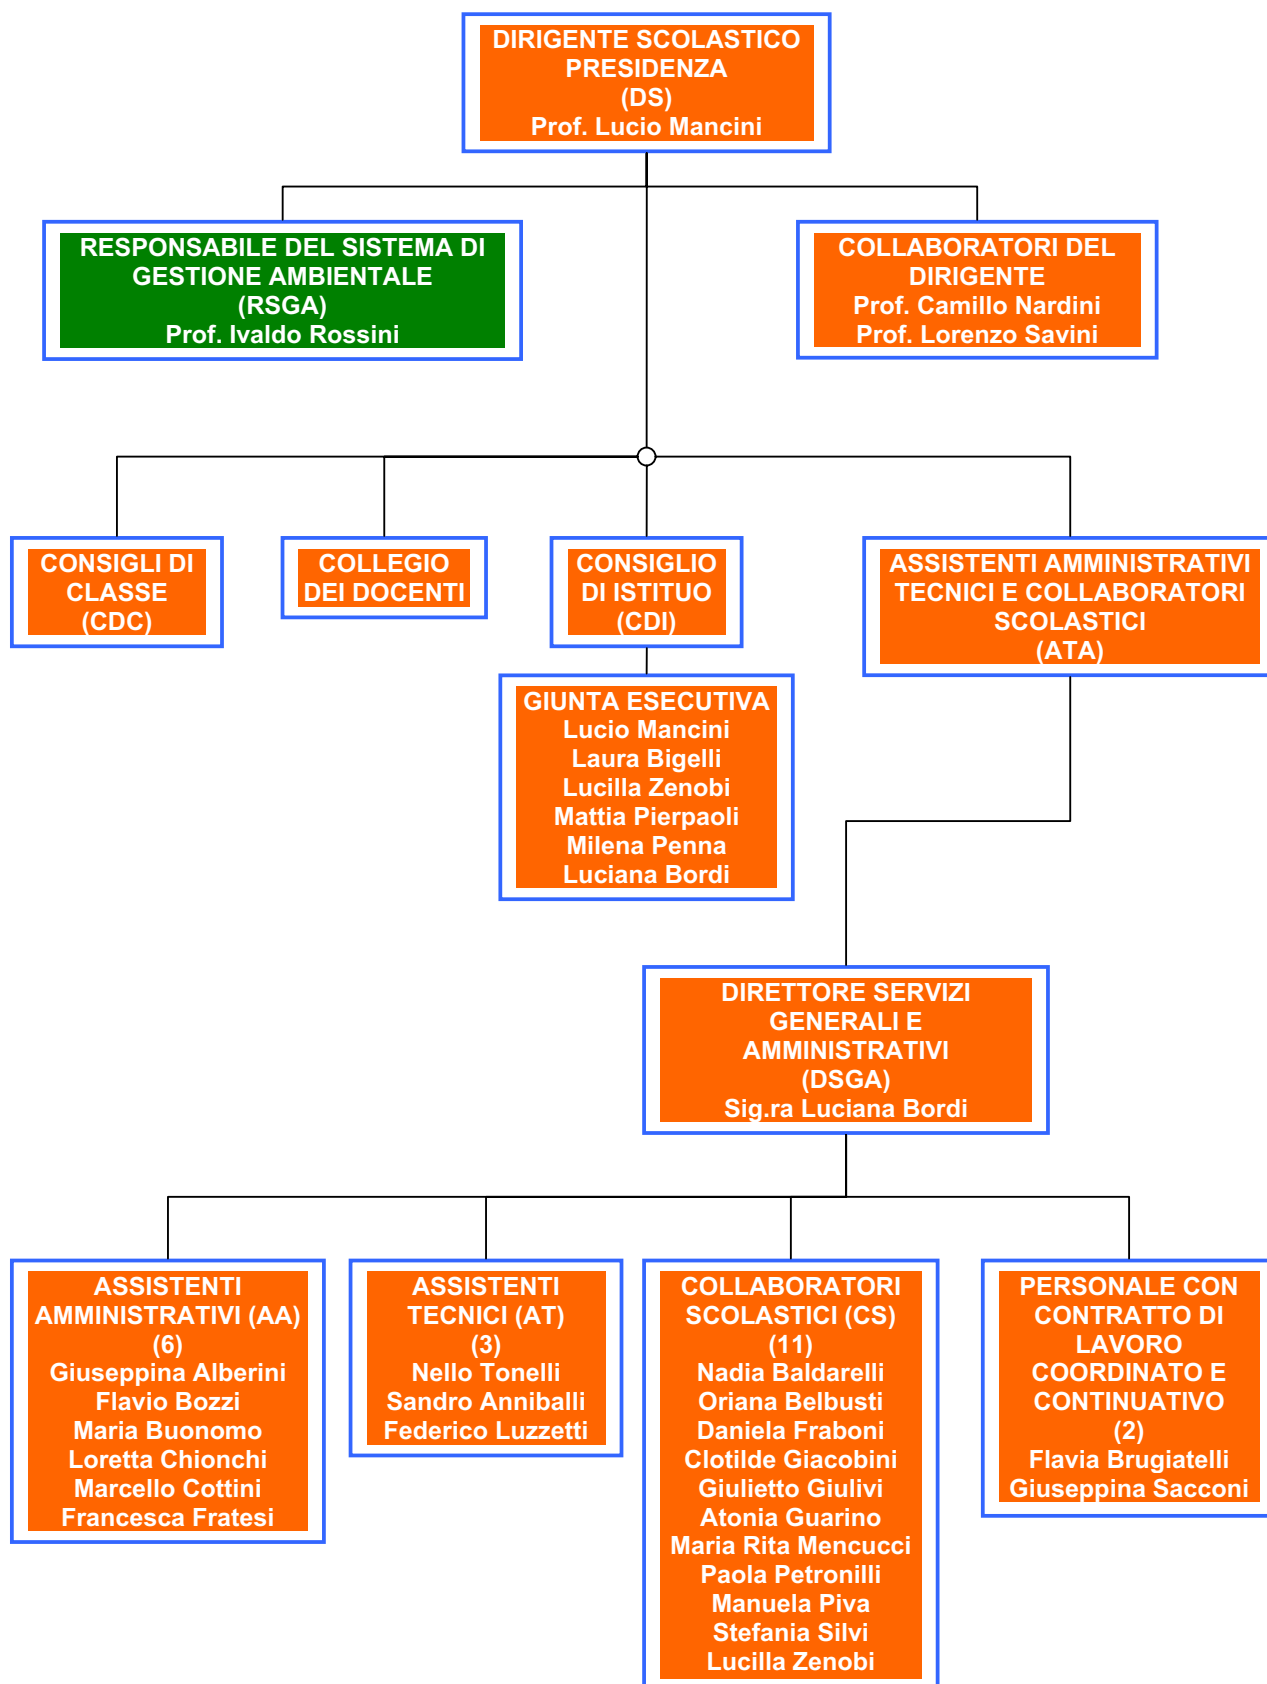 DIRIGENTE SCOLASTICO
PRESIDENZA
(DS)
Prof. Lucio Mancini
RESPONSABILE DEL SISTEMA DI
GESTIONE AMBIENTALE
(RSGA)
Prof. Ivaldo Rossini
COLLABORATORI DEL
DIRIGENTE
Prof. Camillo Nardini
Prof. Lorenzo Savini
CONSIGLI DI
CLASSE
(CDC)
COLLEGIO
DEI DOCENTI
CONSIGLIO
DI ISTITUO
(CDI)
ASSISTENTI AMMINISTRATIVI
TECNICI E COLLABORATORI
SCOLASTICI
(ATA)
GIUNTA ESECUTIVA
Lucio Mancini
Laura Bigelli
Lucilla Zenobi
Mattia Pierpaoli
Milena Penna
Luciana Bordi
DIRETTORE SERVIZI
GENERALI E
AMMINISTRATIVI
(DSGA)
Sig.ra Luciana Bordi
ASSISTENTI
AMMINISTRATIVI (AA)
(6)
Giuseppina Alberini
Flavio Bozzi
Maria Buonomo
Loretta Chionchi
Marcello Cottini
Francesca Fratesi
ASSISTENTI
TECNICI (AT)
(3)
Nello Tonelli
Sandro Anniballi
Federico Luzzetti
COLLABORATORI
SCOLASTICI (CS)
(11)
Nadia Baldarelli
Oriana Belbusti
Daniela Fraboni
Clotilde Giacobini
Giulietto Giulivi
Atonia Guarino
Maria Rita Mencucci
Paola Petronilli
Manuela Piva
Stefania Silvi
Lucilla Zenobi
PERSONALE CON
CONTRATTO DI
LAVORO
COORDINATO E
CONTINUATIVO
(2)
Flavia Brugiatelli
Giuseppina Sacconi